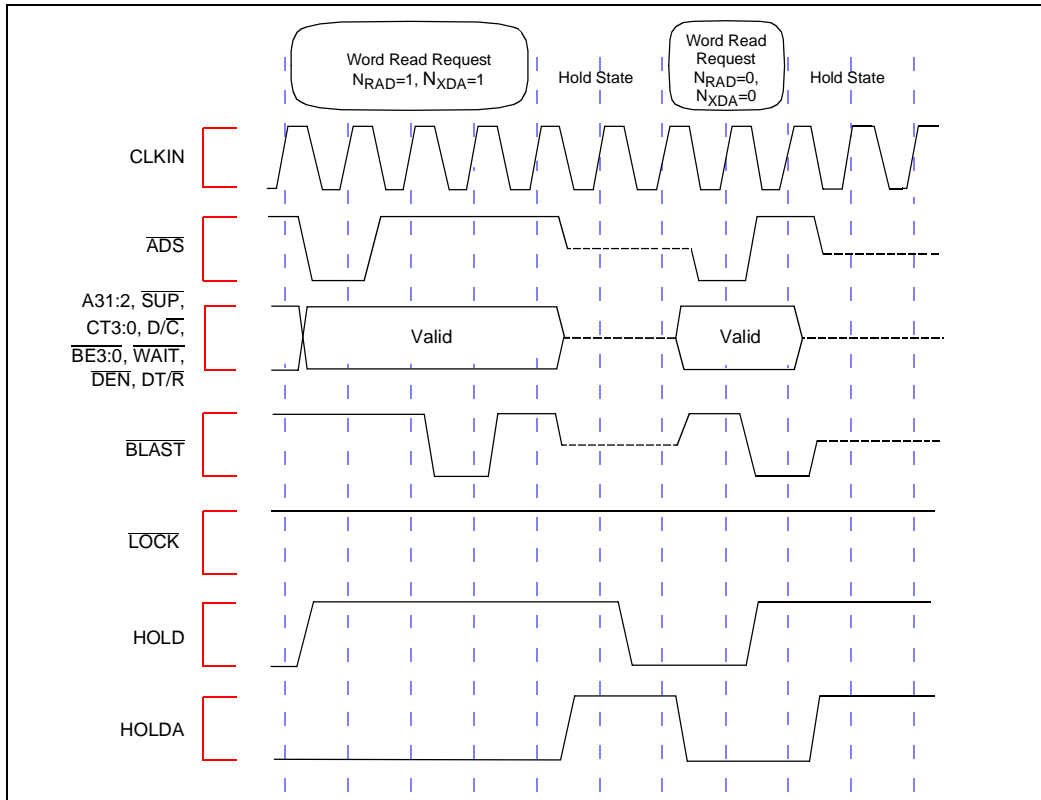 Word Read Request
NRAD=1, NXDA=1
Hold State
Word Read
Request
NRAD=0,
NXDA=0
Hold State
CLKIN
ADS
A31:2, SUP,
CT3:0, D/C,
BE3:0, WAIT,
DEN, DT/R
Valid
Valid
BLAST
LOCK
HOLD
HOLDA